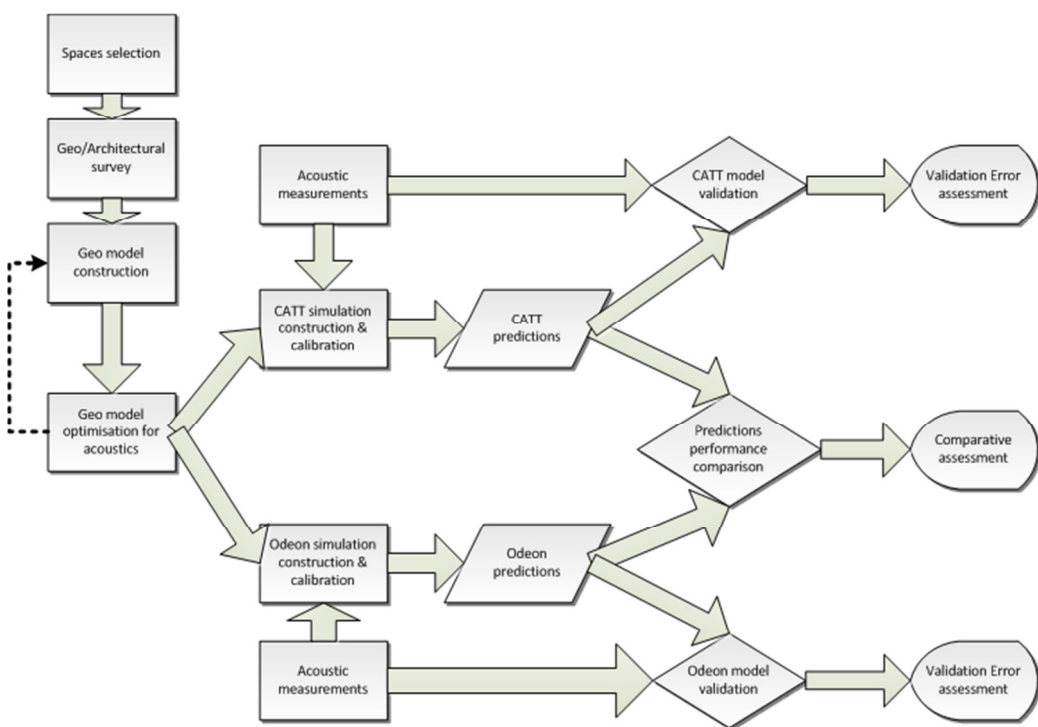 Spaces selection
Geo/Architectural
survey
Geo model
construction
Geo model
optimisation for
acoustics
Acoustic
measurements
CATT model
validation
Validation Error
assessment
CATT simulation
construction &
calibration
CATT
predictions
Predictions
performance
comparison
Comparative
assessment
Odeon simulation
construction &
calibration
Odeon
predictions
Acoustic
measurements
Odeon model
validation
Validation Error
assessment